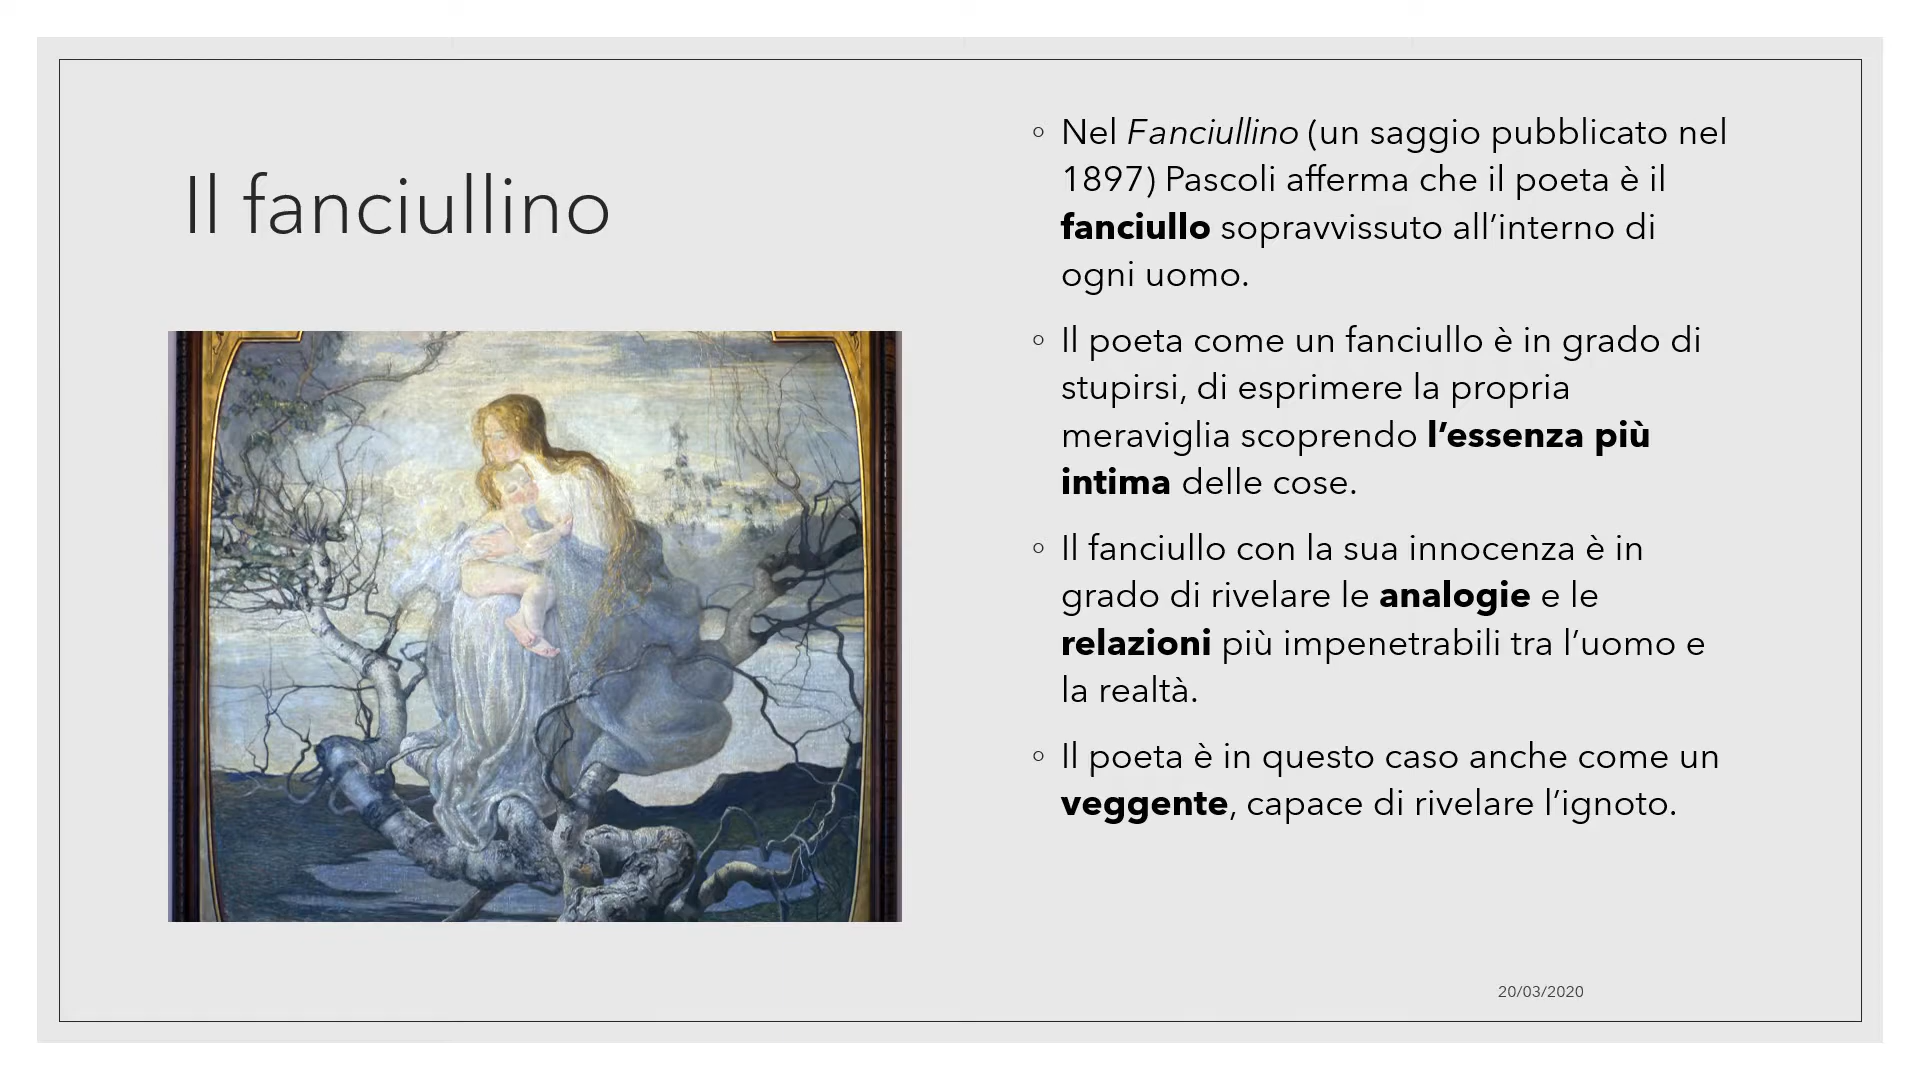 Il fanciullino
◦ Nel Fanciullino (un saggio pubblicato nel
1897) Pascoli afferma che il poeta è il
fanciullo sopravvissuto all’interno di
ogni uomo.
◦ Il poeta come un fanciullo è in grado di
stupirsi, di esprimere la propria
meraviglia scoprendo l’essenza più
intima delle cose.
◦ Il fanciullo con la sua innocenza è in
grado di rivelare le analogie e le
relazioni più impenetrabili tra l’uomo e
la realtà.
◦ Il poeta è in questo caso anche come un
veggente, capace di rivelare l’ignoto.
20/03/2020